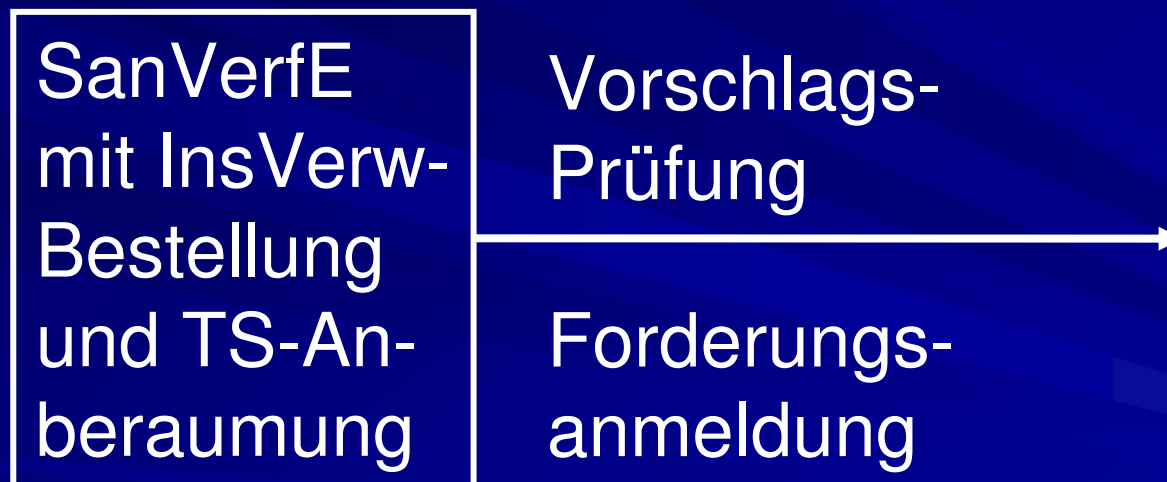 SanVerfE
mit InsVerw-
Bestellung
und TS-An-
beraumung
Vorschlags-
Prüfung
Forderungs-
anmeldung